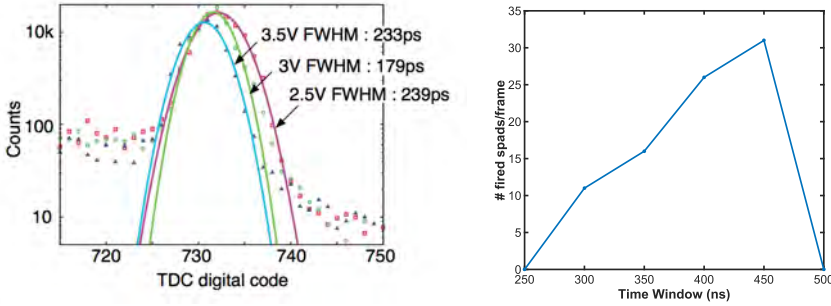 10k
100
10
Counts
3.5V FWHM : 233ps
3V FWHM : 179ps
2.5V FWHM : 239ps
720
730
740
750
TDC digital code
35
30
25
20
15
10
5
0
# fired spads/frame
250
300
350
400
450
500
Time Window (ns)